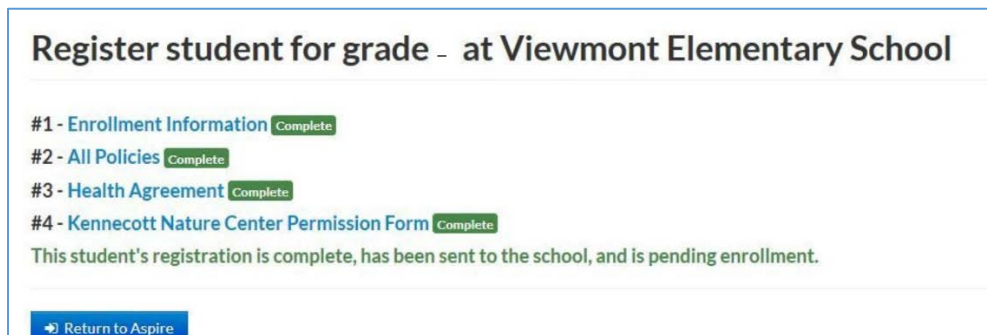 Register student for grade _ at Viewmont Elementary School
#1 - Enrollment Information Complete
#2 - All Policies Complete
#3 - Health Agreement Complete
#4 - Kennecott Nature Center Permission Form Complete
This student's registration is complete, has been sent to the school, and is pending enrollment.
Return to Aspire